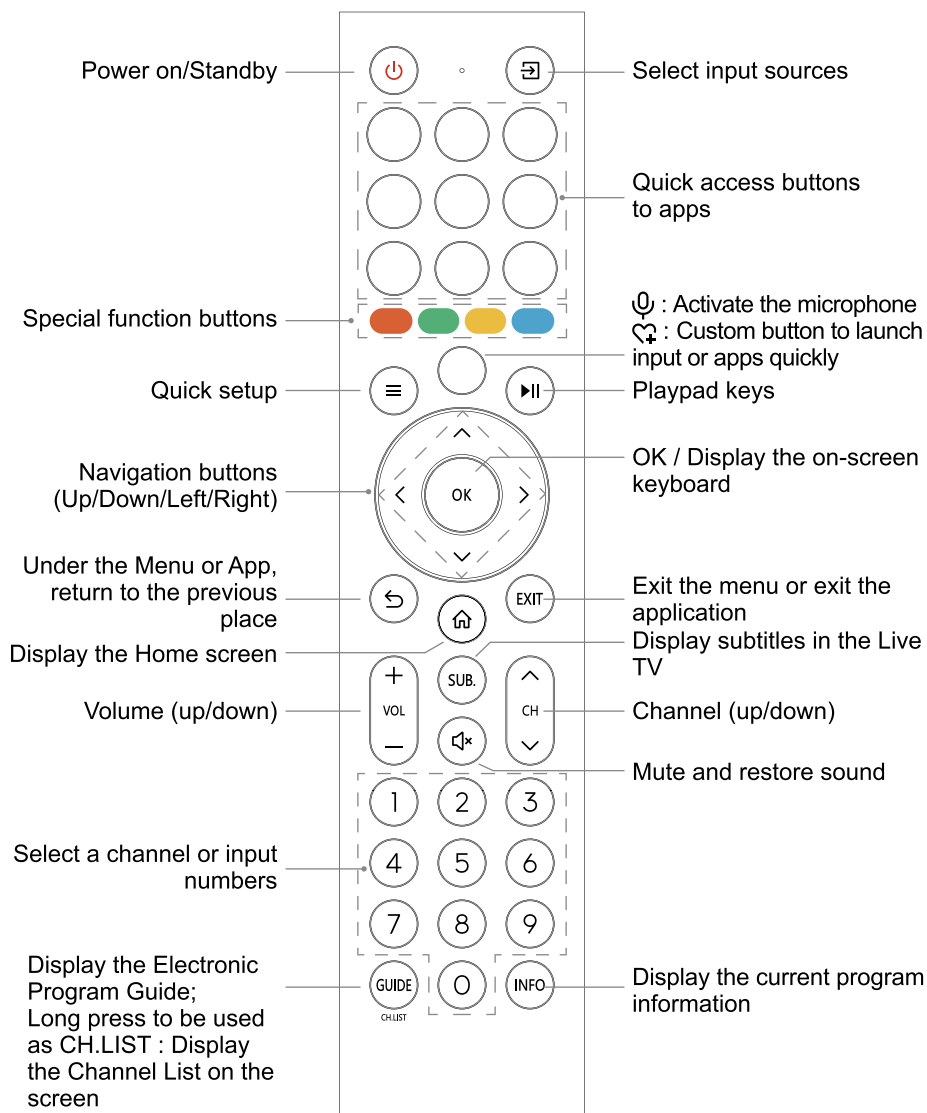 Power on/Standby
Select input sources
Quick access buttons
to apps
Special function buttons
: Activate the microphone
: Custom button to launch
input or apps quickly
Quick setup
Playpad keys
Navigation buttons
(Up/Down/Left/Right)
OK
OK / Display the on-screen
keyboard
Under the Menu or App,
return to the previous
place
EXIT
Exit the menu or exit the
application
Display the Home screen
SUB.
Display subtitles in the Live
TV
Volume (up/down)
+
VOL
−
CH
Channel (up/down)
Mute and restore sound
1 2 3
Select a channel or input
numbers
4 5 6
7 8 9
Display the Electronic
Program Guide;
Long press to be used
as CH.LIST : Display
the Channel List on the
screen
GUIDE
CH.LIST
0
INFO
Display the current program
information